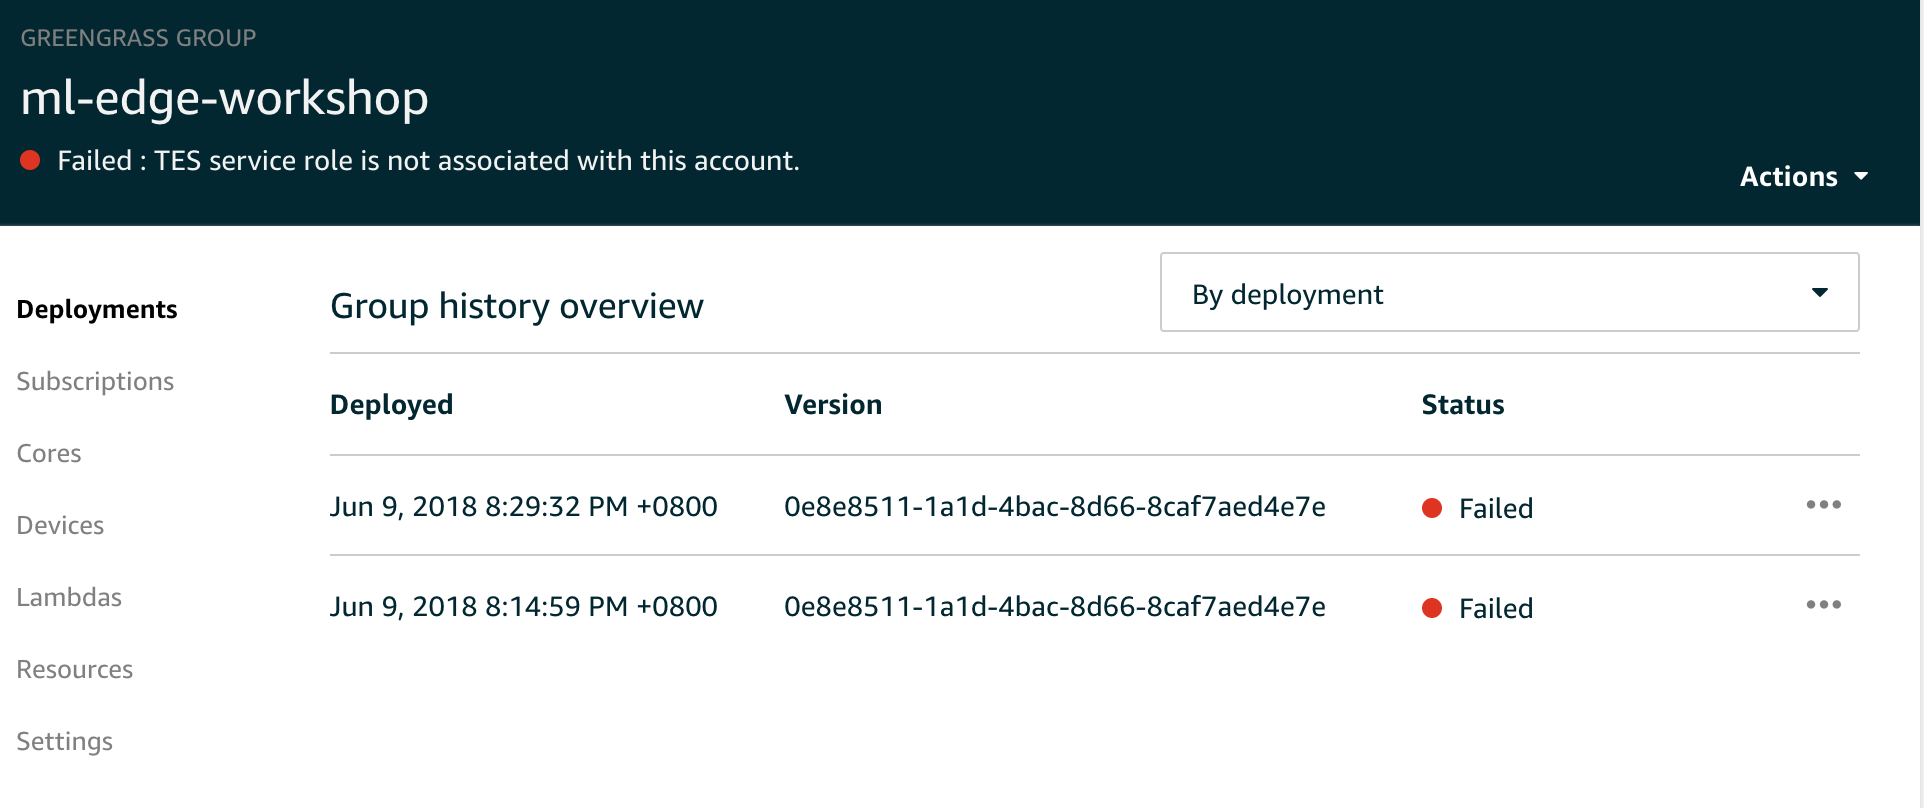 GREENGRASS GROUP
ml-edge-workshop
Failed : TES service role is not associated with this account.
Actions
Deployments
Subscriptions
Cores
Devices
Lambdas
Resources
Settings
Group history overview
By deployment
Deployed Version Status
Jun 9, 2018 8:29:32 PM +0800 0e8e8511-1a1d-4bac-8d66-8caf7aed4e7e Failed
Jun 9, 2018 8:14:59 PM +0800 0e8e8511-1a1d-4bac-8d66-8caf7aed4e7e Failed